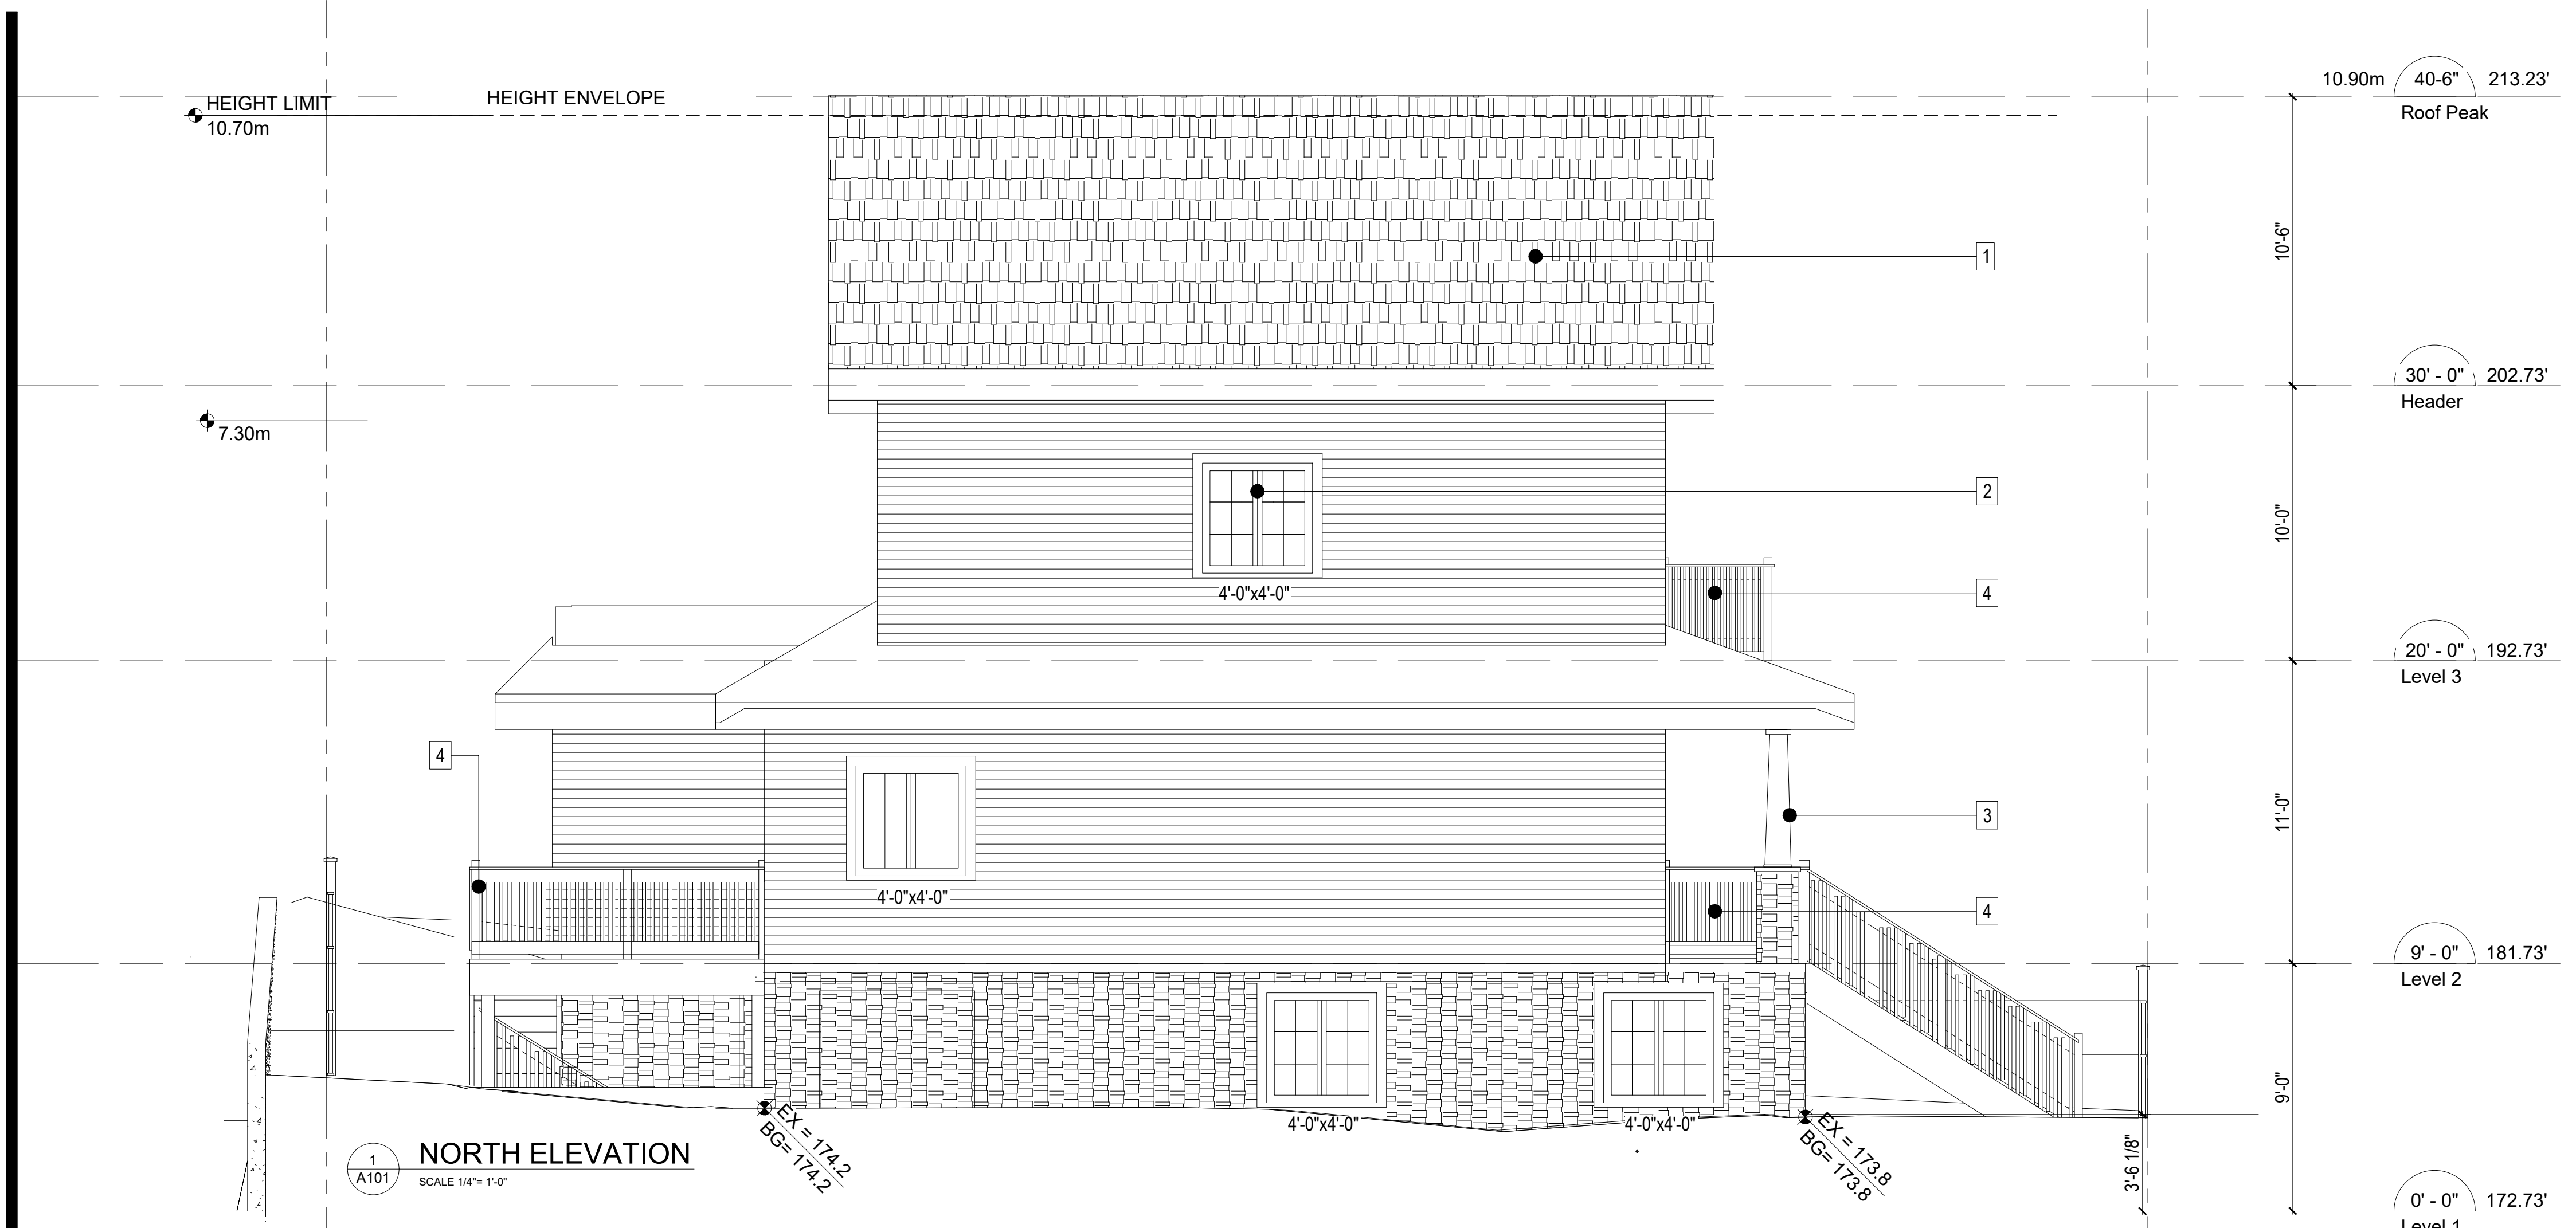 HEIGHT LIMIT
10.70m
HEIGHT ENVELOPE
10.90m 40-6" 213.23'
Roof Peak
1
10'-6"
30' - 0" 202.73'
Header
7.30m
2
10'-0"
4'-0"x4'-0"
4
20' - 0" 192.73'
Level 3
4
3
11'-0"
4'-0"x4'-0"
4
9' - 0" 181.73'
Level 2
9'-0"
4'-0"x4'-0"
4'-0"x4'-0"
EX = 174.2
BG= 174.2
EX = 173.8
BG= 173.8
3'-6 1/8"
1
A101
NORTH ELEVATION
SCALE 1/4"= 1'-0"
0' - 0" 172.73'
Level 1